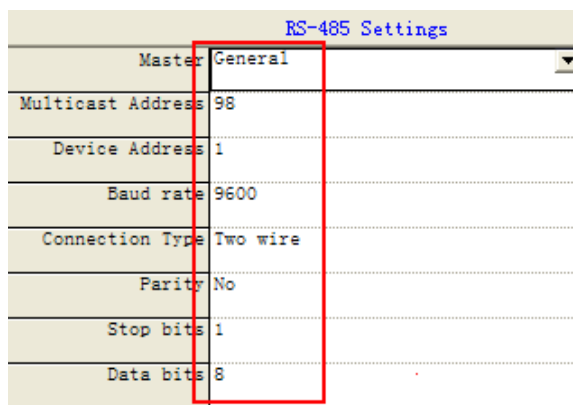 RS-485 Settings
Master General
Multicast Address 98
Device Address 1
Baud rate 9600
Connection Type Two wire
Parity No
Stop bits 1
Data bits 8